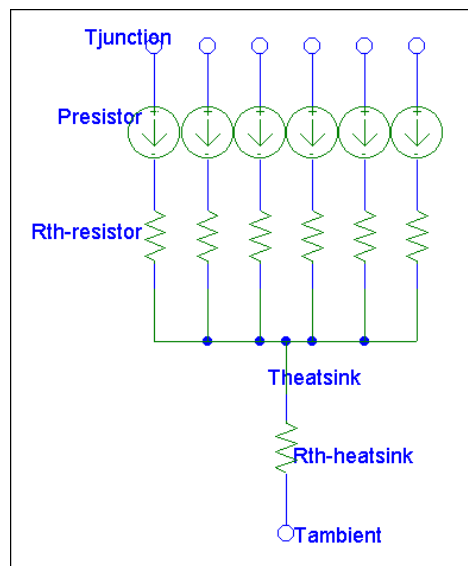 Tjunction
Presistor
Rth-resistor
Theatsink
Rth-heatsink
Tambient